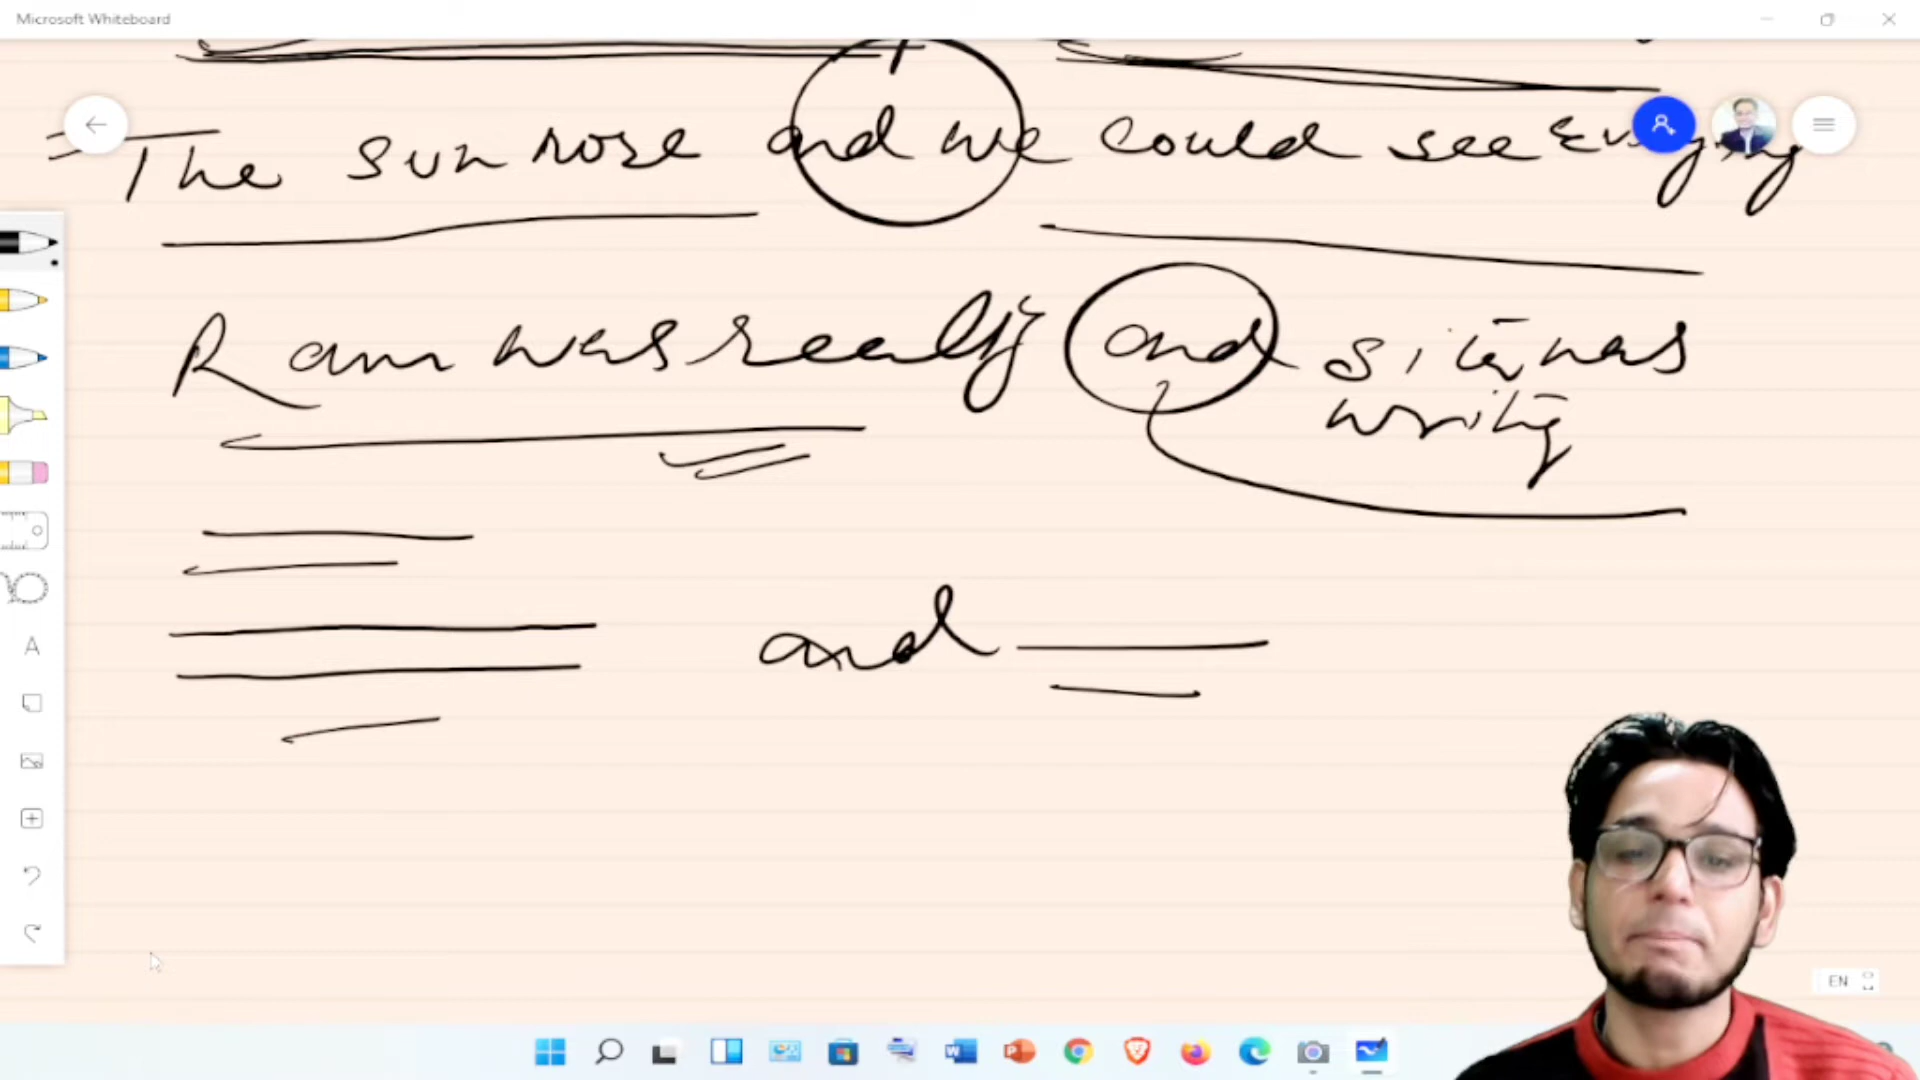 Microsoft Whiteboard
The sun rose and we could see
Ram was really and sita was
writing
and
EN